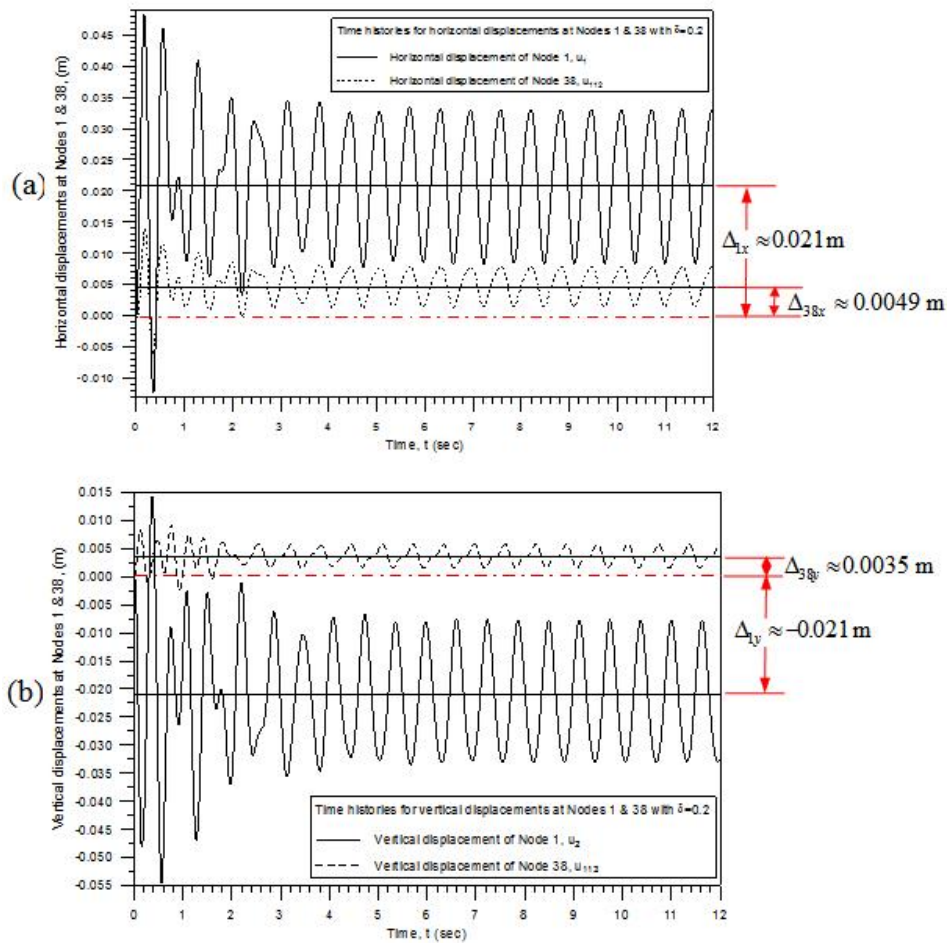 (a)
Horizontal displacements at Nodes 1 & 38, (m)
0.045
0.040
0.035
0.030
0.025
0.020
0.015
0.010
0.005
0.000
-0.005
-0.010
Time histories for horizontal displacements at Nodes 1 & 38 with δ=0.2
Horizontal displacement of Node 1, u1
Horizontal displacement of Node 38, u112
0 1 2 3 4 5 6 7 8 9 10 11 12
Time, t (sec)
Δ1x ≈ 0.021 m
Δ38x ≈ 0.0049 m
(b)
Vertical displacements at Nodes 1 & 38, (m)
0.015
0.010
0.005
0.000
-0.005
-0.010
-0.015
-0.020
-0.025
-0.030
-0.035
-0.040
-0.045
-0.050
-0.055
Time histories for vertical displacements at Nodes 1 & 38 with δ=0.2
Vertical displacement of Node 1, u2
Vertical displacement of Node 38, u113
0 1 2 3 4 5 6 7 8 9 10 11 12
Time, t (sec)
Δ38y ≈ 0.0035 m
Δ1y ≈ −0.021 m